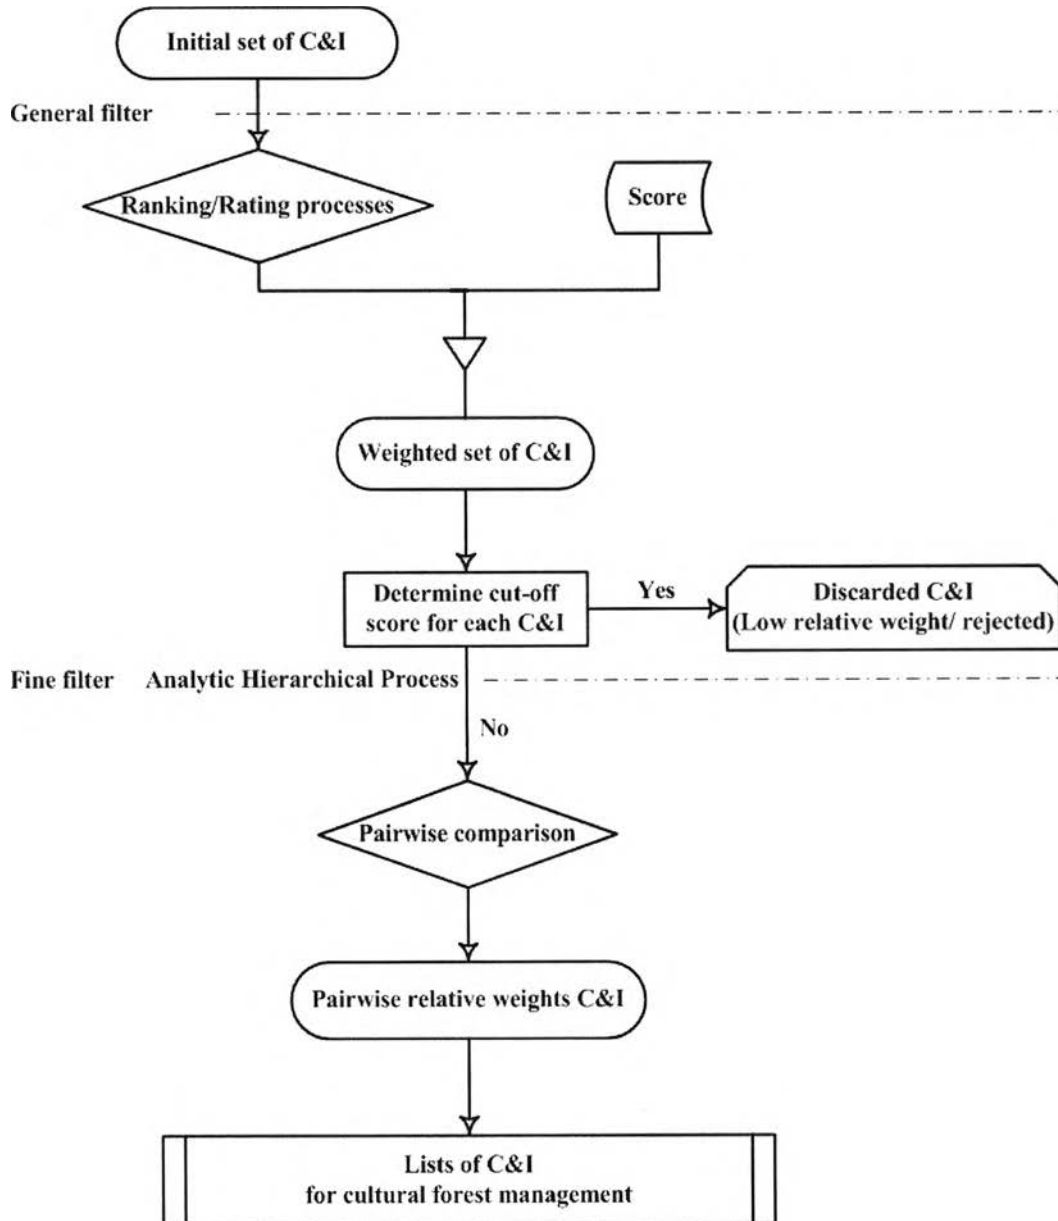 Initial set of C&I
General filter
Ranking/Rating processes
Score
Weighted set of C&I
Determine cut-off
score for each C&I
Yes
Discarded C&I
(Low relative weight/ rejected)
Fine filter Analytic Hierarchical Process
No
Pairwise comparison
Pairwise relative weights C&I
Lists of C&I
for cultural forest management